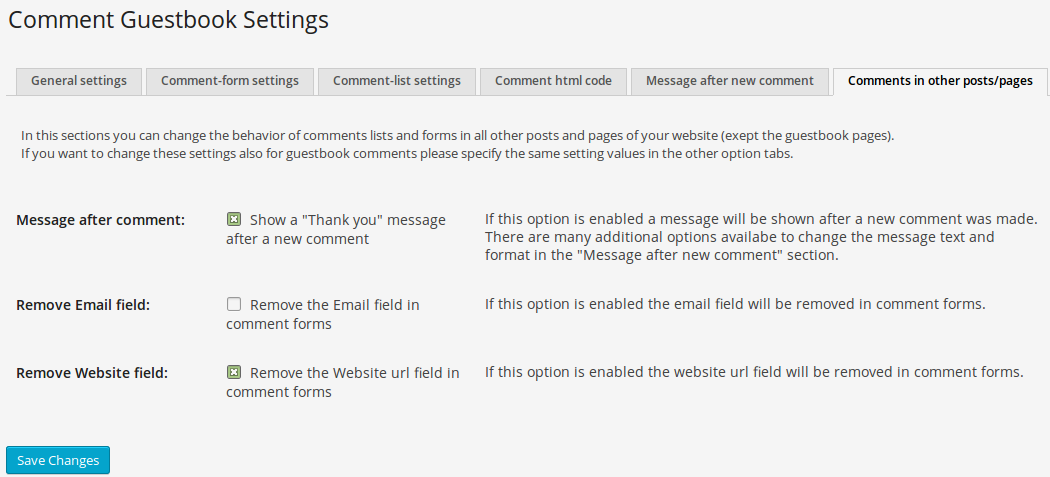 Comment Guestbook Settings
General settings
Comment-form settings
Comment-list settings
Comment html code
Message after new comment
Comments in other posts/pages
In this sections you can change the behavior of comments lists and forms in all other posts and pages of your website (exept the guestbook pages).
If you want to change these settings also for guestbook comments please specify the same setting values in the other option tabs.
Message after comment:
Show a "Thank you" message
after a new comment
If this option is enabled a message will be shown after a new comment was made.
There are many additional options availabe to change the message text and
format in the "Message after new comment" section.
Remove Email field:
Remove the Email field in
comment forms
If this option is enabled the email field will be removed in comment forms.
Remove Website field:
Remove the Website url field in
comment forms
If this option is enabled the website url field will be removed in comment forms.
Save Changes